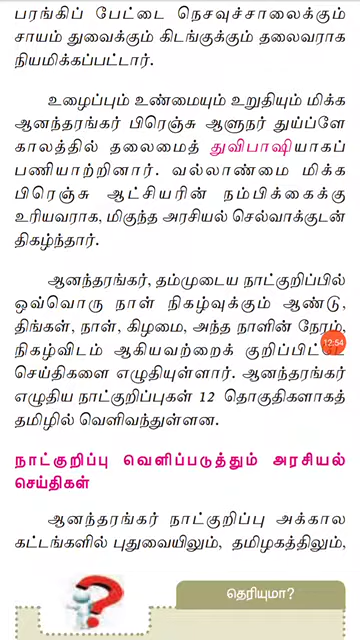 பரங்கிப் பேட்டை நெசவுச்சாலைக்கும்
சாயம் துவைக்கும் கிடங்குக்கும் தலைவராக
நியமிக்கப்பட்டார்.
உழைப்பும் உண்மையும் உறுதியும் மிக்க
ஆனந்தரங்கர் பிரெஞ்சு ஆளுநர் துய்ப்ளே
காலத்தில் தலைமைத் துவிபாஷியாகப்
பணியாற்றினார். வல்லாண்மை மிக்க
பிரெஞ்சு ஆட்சியரின் நம்பிக்கைக்கு
உரியவராக, மிகுந்த அரசியல் செல்வாக்குடன்
திகழ்ந்தார்.
ஆனந்தரங்கர், தம்முடைய நாட்குறிப்பில்
ஒவ்வொரு நாள் நிகழ்வுக்கும் ஆண்டு,
திங்கள், நாள், கிழமை, அந்த நாளின் நேரம்,
நிகழ்விடம் ஆகியவற்றைக் 12:54
செய்திகளை எழுதியுள்ளார். ஆனந்தரங்கர்
எழுதிய நாட்குறிப்புகள் 12 தொகுதிகளாகத்
தமிழில் வெளிவந்துள்ளன.
நாட்குறிப்பு வெளிப்படுத்தும் அரசியல்
செய்திகள்
ஆனந்தரங்கர் நாட்குறிப்பு அக்கால
கட்டங்களில் புதுவையிலும், தமிழகத்திலும்,
தெரியுமா?